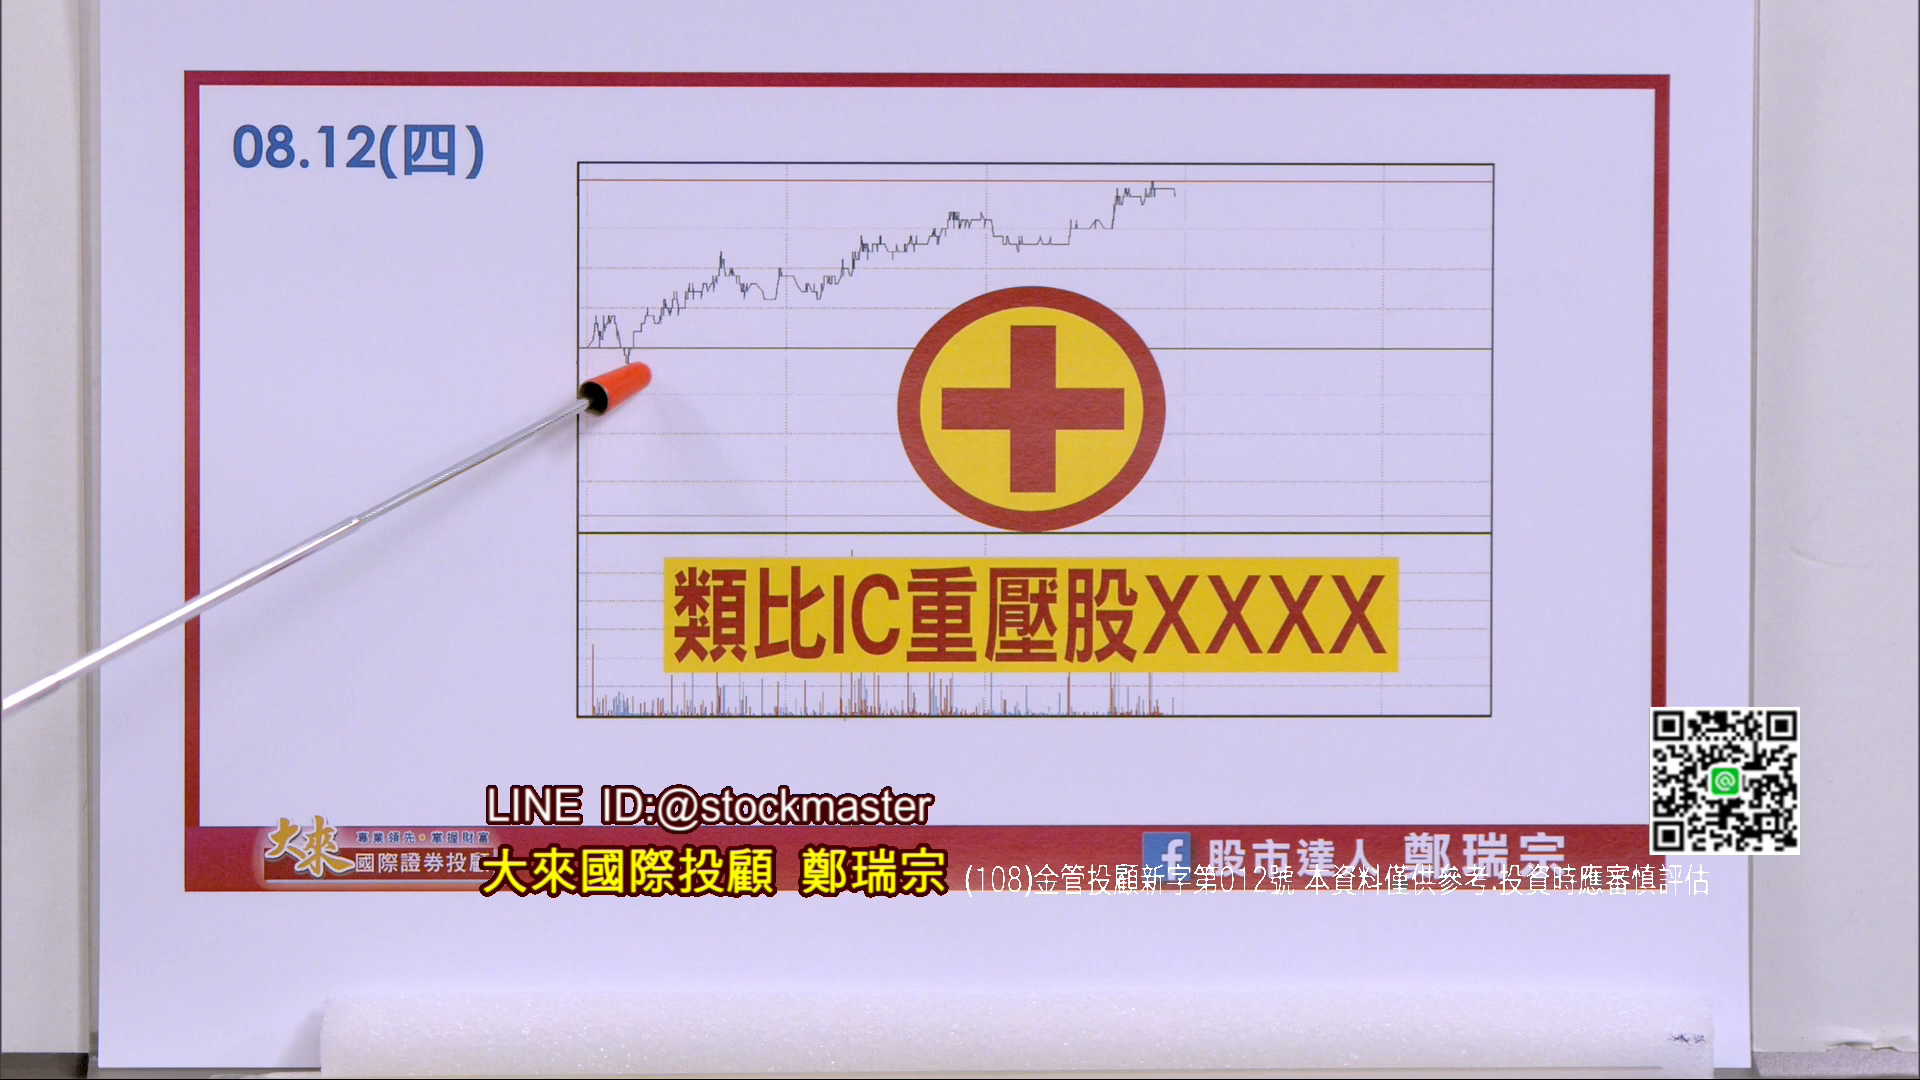 08.12(四)
類比IC重壓股XXXX
LINE ID:@stockmaster
大來
專業領先。掌握財富
國際證券投顧
股市達人 鄭瑞宗
大來國際投顧 鄭瑞宗
(108)金管投顧新字第012號 本資料僅供參考,投資時應審慎評估